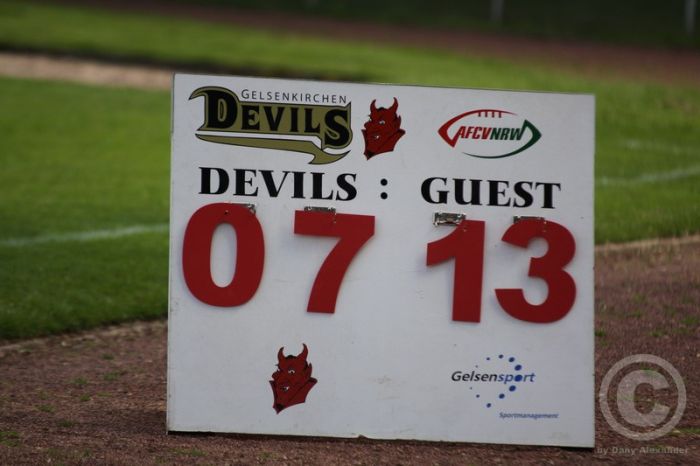 GELSENKIRCHEN
DEVILS
AFCVNRW
DEVILS : GUEST
07 13
Gelsensport
Sportmanagement
©
by Dany Alexander